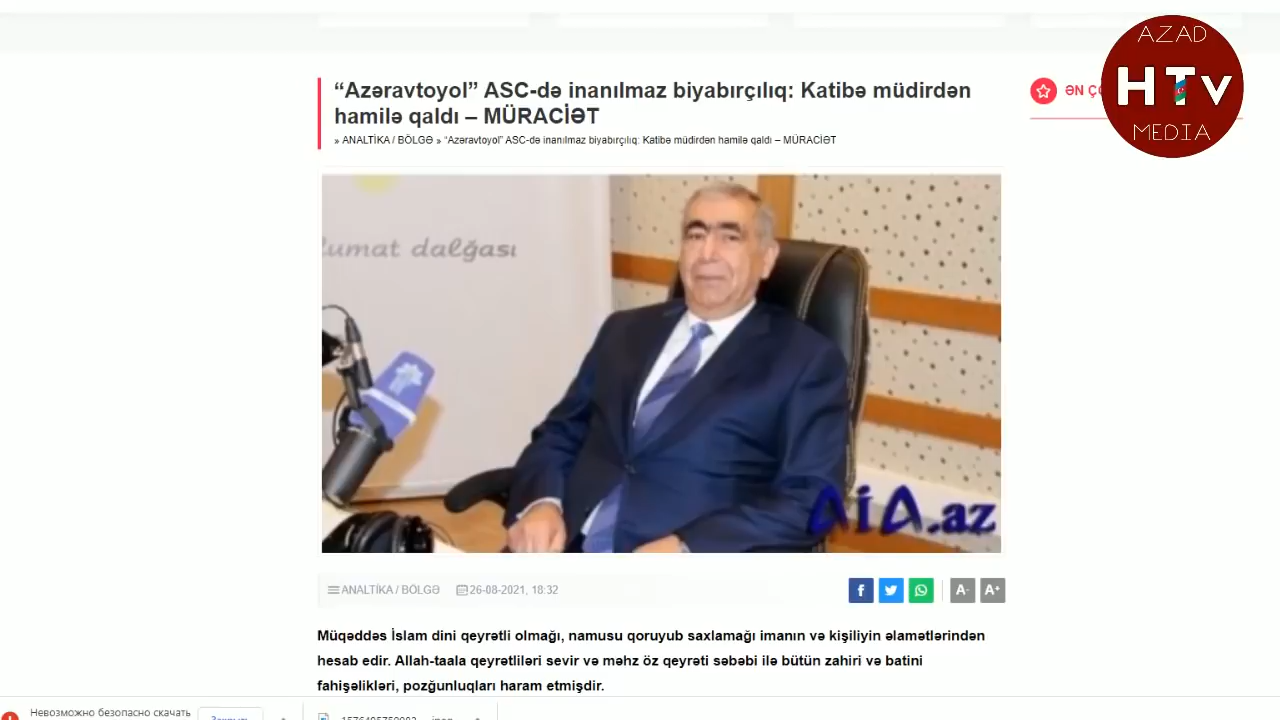 AZAD
HTv
MEDIA
“Azəravtoyol” ASC-də inanılmaz biyabırçılıq: Katibə müdirdən
hamilə qaldı – MÜRACİƏT
» ANALTİKA / BÖLGƏ » “Azəravtoyol” ASC-də inanılmaz biyabırçılıq: Katibə müdirdən hamilə qaldı – MÜRACİƏT
ƏN
lumat dalğası
AİA.az
ANALTİKA / BÖLGƏ 26-08-2021, 18:32
A- A+
Müqəddəs İslam dini qeyrətli olmağı, namusu qoruyub saxlamağı imanın və kişiliyin əlamətlərindən
hesab edir. Allah-taala qeyrətliləri sevir və məhz öz qeyrəti səbəbi ilə bütün zahiri və batini
fahişəlikləri, pozğunluqları haram etmişdir.
Невозможно безопасно скачать